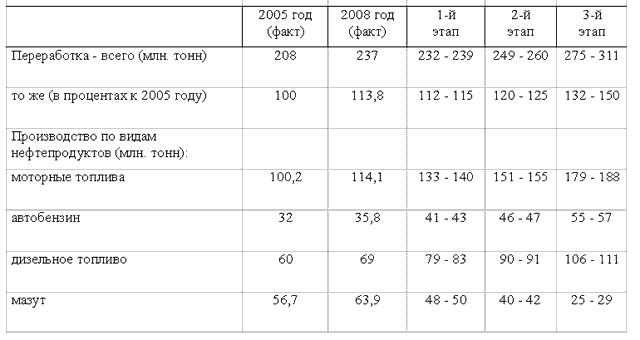 2005 год (факт) 2008 год (факт) 1-й этап 2-й этап 3-й этап
Переработка - всего (млн. тонн) 208 237 232 - 239 249 - 260 275 - 311
то же (в процентах к 2005 году) 100 113,8 112 - 115 120 - 125 132 - 150
Производство по видам
нефтепродуктов (млн. тонн):
моторные топлива 100,2 114,1 133 - 140 151 - 155 179 - 188
автобензин 32 35,8 41 - 43 46 - 47 55 - 57
дизельное топливо 60 69 79 - 83 90 - 91 106 - 111
мазут 56,7 63,9 48 - 50 40 - 42 25 - 29